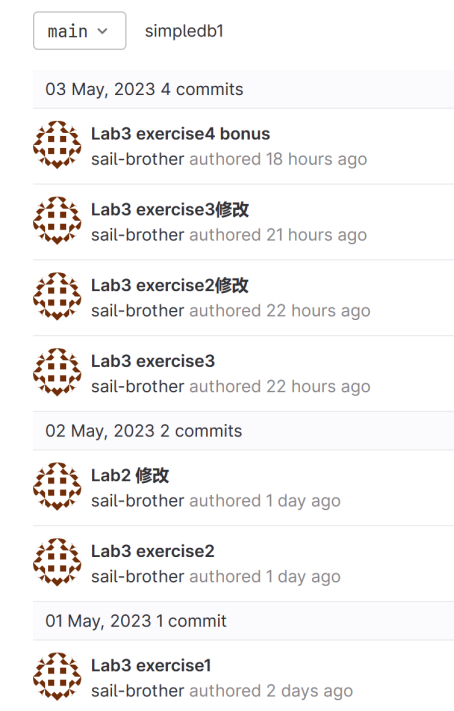 main simpledb1
03 May, 2023 4 commits
Lab3 exercise4 bonus
sail-brother authored 18 hours ago
Lab3 exercise3修改
sail-brother authored 21 hours ago
Lab3 exercise2修改
sail-brother authored 22 hours ago
Lab3 exercise3
sail-brother authored 22 hours ago
02 May, 2023 2 commits
Lab2 修改
sail-brother authored 1 day ago
Lab3 exercise2
sail-brother authored 1 day ago
01 May, 2023 1 commit
Lab3 exercise1
sail-brother authored 2 days ago